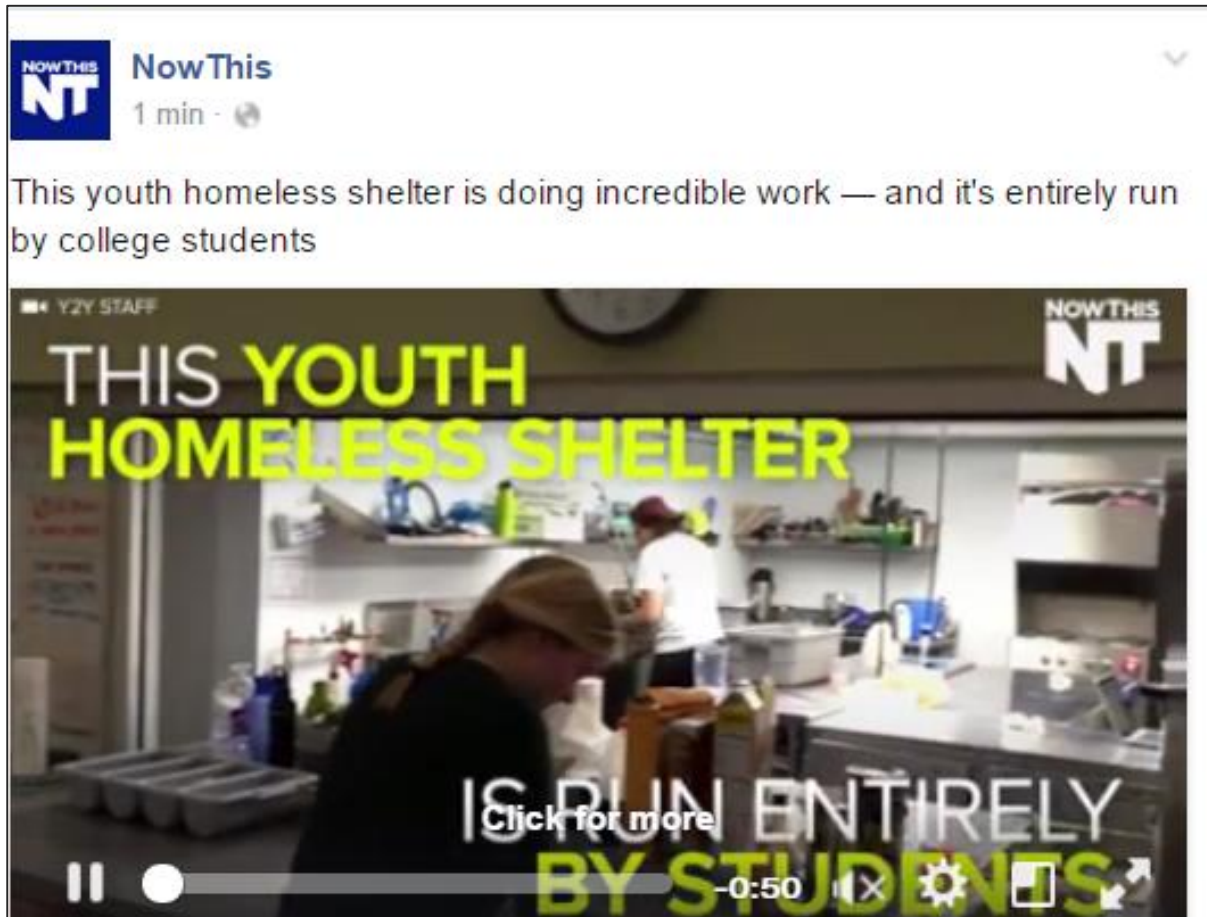 NOWTHIS
NT
NowThis
1 min ·
This youth homeless shelter is doing incredible work — and it's entirely run
by college students
Y2Y STAFF
NOWTHIS
NT
THIS YOUTH
HOMELESS SHELTER
IS RUN ENTIRELY
Click for more
BY STUDENTS
-0:50